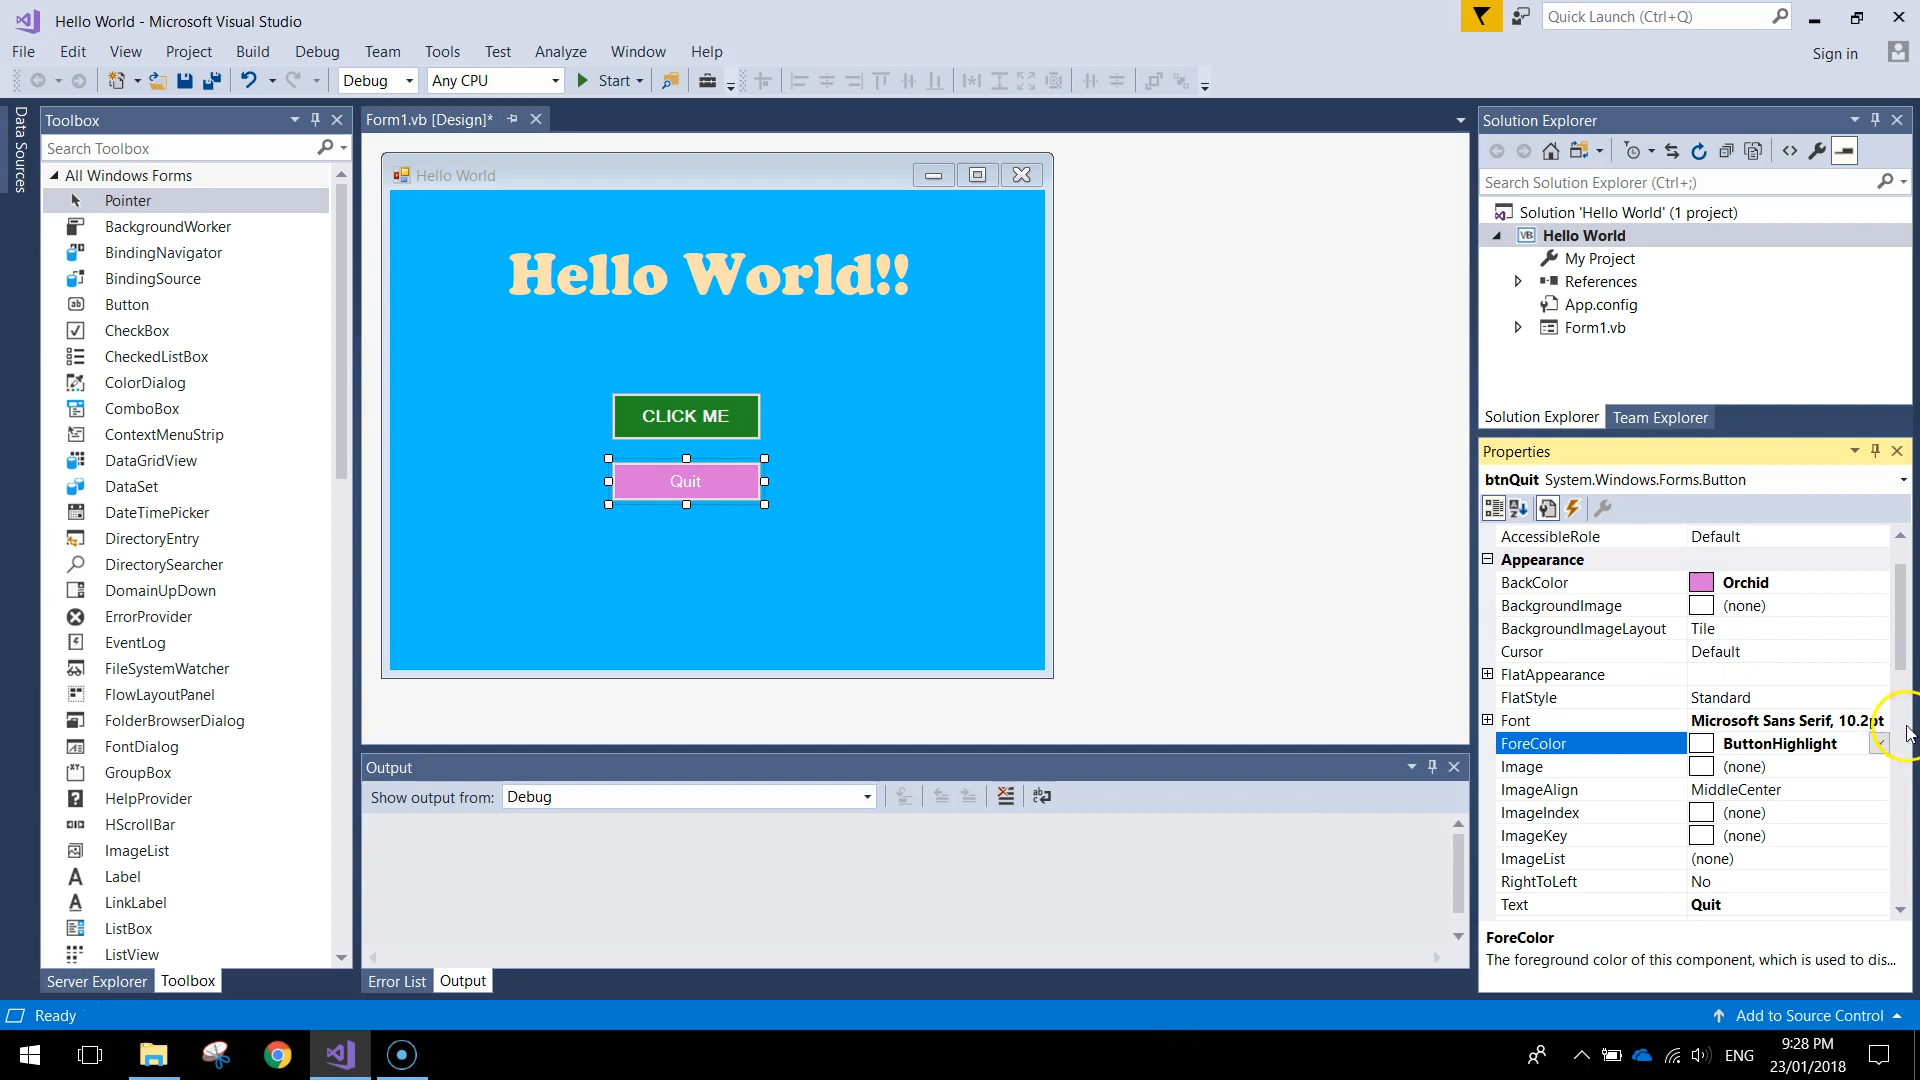 Hello World - Microsoft Visual Studio
Quick Launch (Ctrl+Q)
File Edit View Project Build Debug Team Tools Test Analyze Window Help
Sign in
Debug Any CPU Start
Data Sources
Toolbox
Search Toolbox
All Windows Forms
Pointer
BackgroundWorker
BindingNavigator
BindingSource
Button
CheckBox
CheckedListBox
ColorDialog
ComboBox
ContextMenuStrip
DataGridView
DataSet
DateTimePicker
DirectoryEntry
DirectorySearcher
DomainUpDown
ErrorProvider
EventLog
FileSystemWatcher
FlowLayoutPanel
FolderBrowserDialog
FontDialog
GroupBox
HelpProvider
HScrollBar
ImageList
Label
LinkLabel
ListBox
ListView
Server Explorer Toolbox
Form1.vb [Design]*
Hello World
Hello World!!
CLICK ME
Quit
Output
Show output from: Debug
Error List Output
Solution Explorer
Search Solution Explorer (Ctrl+;)
Solution 'Hello World' (1 project)
VB Hello World
My Project
References
App.config
Form1.vb
Solution Explorer Team Explorer
Properties
btnQuit System.Windows.Forms.Button
AccessibleRole Default
Appearance
BackColor Orchid
BackgroundImage (none)
BackgroundImageLayout Tile
Cursor Default
FlatAppearance
FlatStyle Standard
Font Microsoft Sans Serif, 10.2pt
ForeColor ButtonHighlight
Image (none)
ImageAlign MiddleCenter
ImageIndex (none)
ImageKey (none)
ImageList (none)
RightToLeft No
Text Quit
ForeColor
The foreground color of this component, which is used to dis...
Ready
Add to Source Control
ENG
9:28 PM
23/01/2018